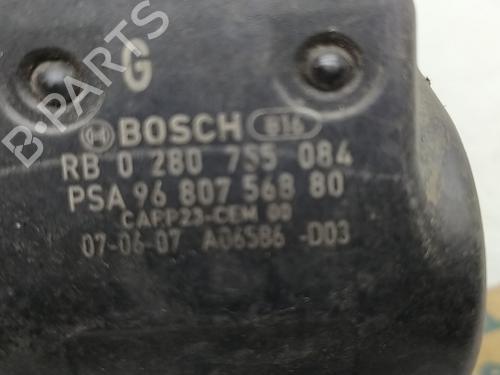 G
BOSCH 016
RB 0 280 755 084
PSA 96 807 568 80
CAPP23-CEM 00
07-06-07 A06586 -D03
B-Parts